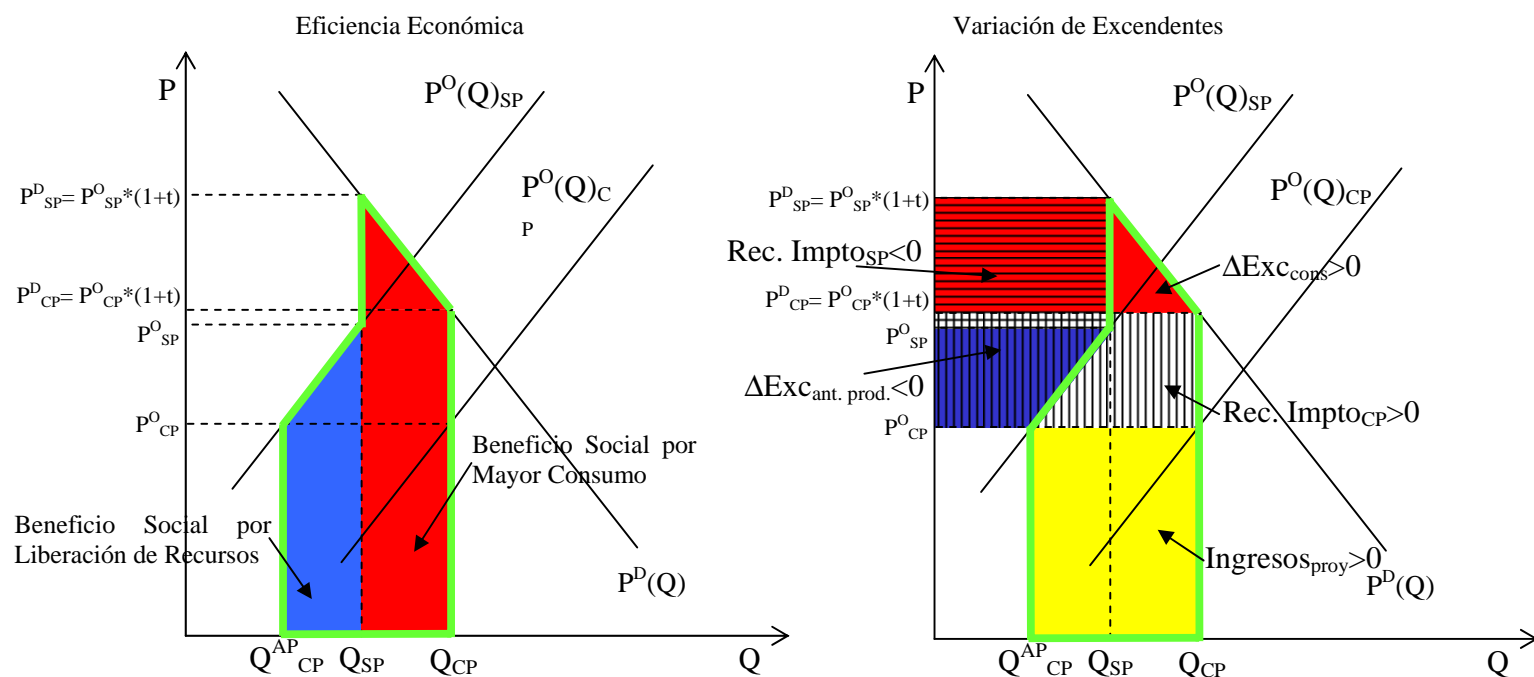 Eficiencia Económica
P
P^O(Q)_SP
P^O(Q)_C
P
P^D_SP= P^O_SP*(1+t)
P^D_CP= P^O_CP*(1+t)
P^O_SP
P^O_CP
Beneficio Social por
Mayor Consumo
Beneficio Social por
Liberación de Recursos
P^D(Q)
Q^AP_CP
Q_SP
Q_CP
Q
Variación de Excendentes
P
P^O(Q)_SP
P^O(Q)_CP
P^D_SP= P^O_SP*(1+t)
Rec. Impto_SP<0
ΔExc_cons>0
P^D_CP= P^O_CP*(1+t)
P^O_SP
ΔExc_ant. prod.<0
Rec. Impto_CP>0
P^O_CP
Ingresos_proy>0
P^D(Q)
Q^AP_CP
Q_SP
Q_CP
Q